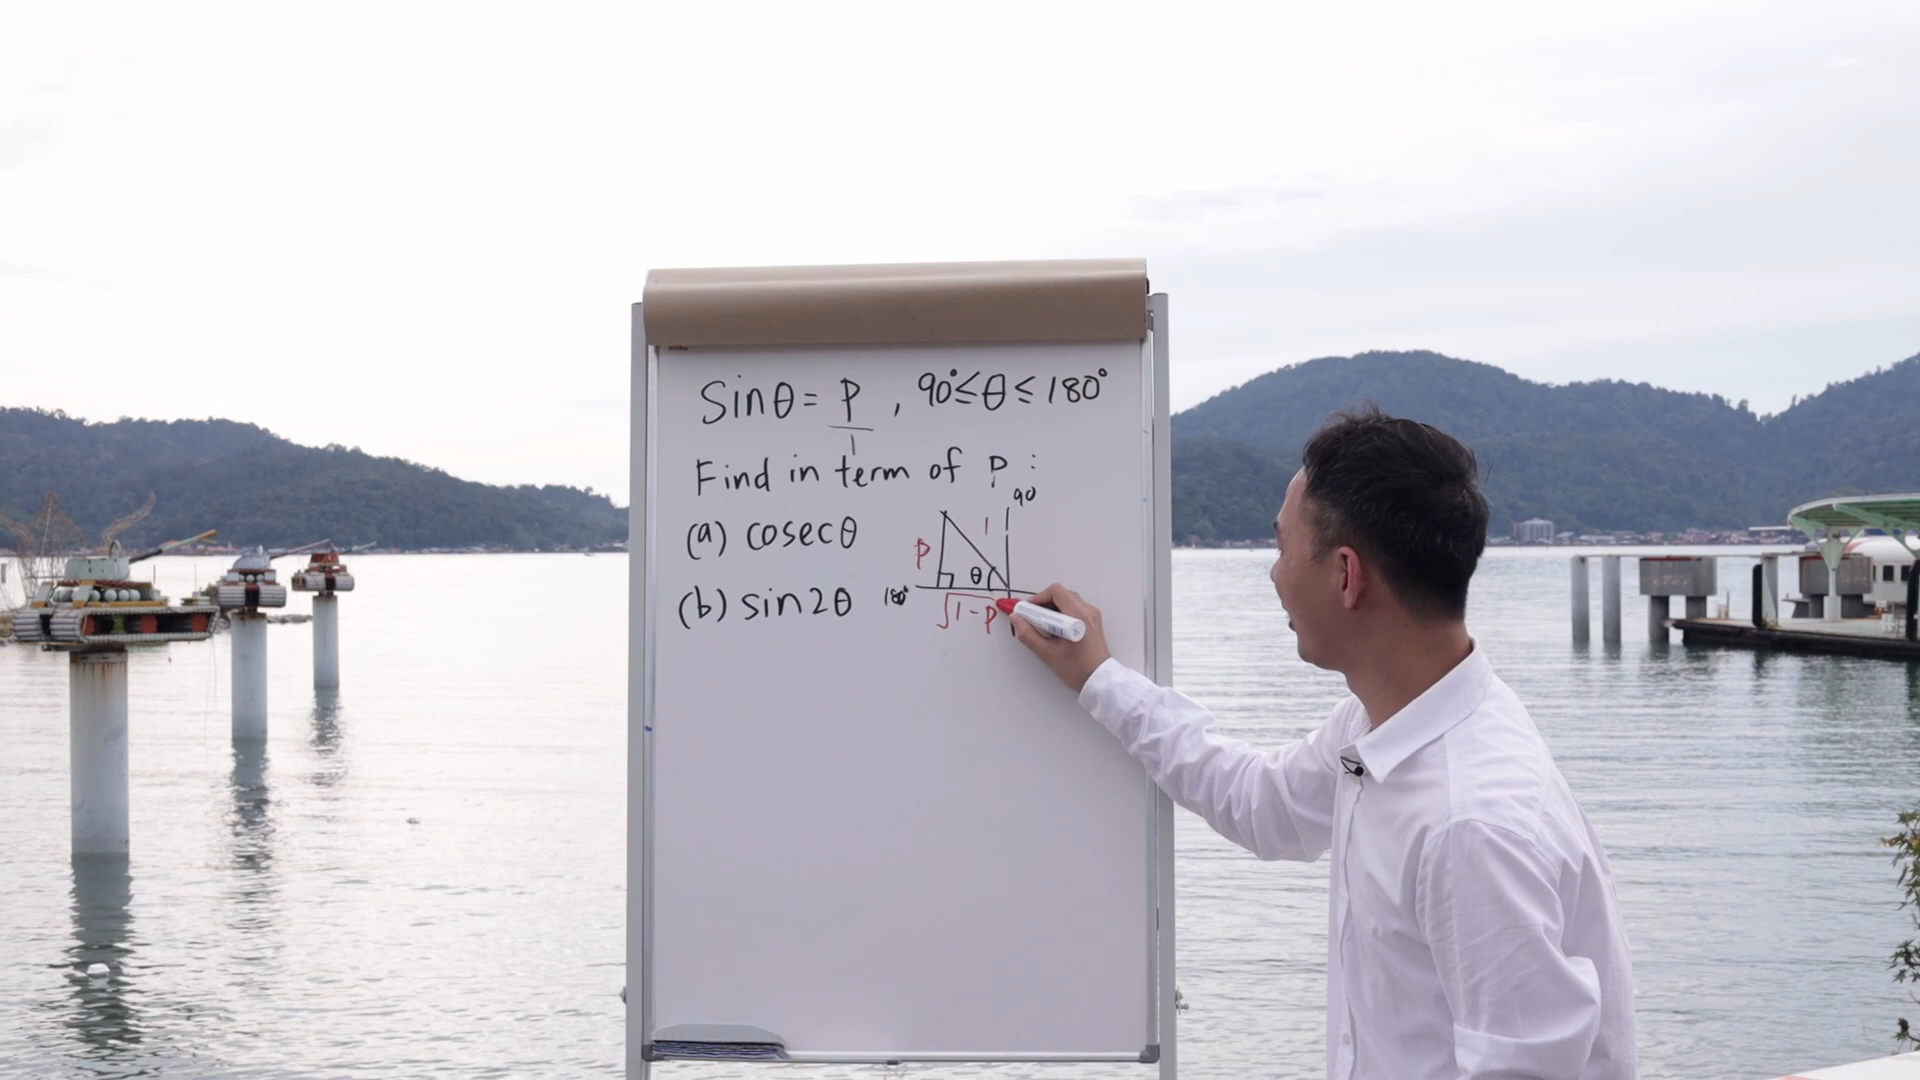 Sinθ = P/1 , 90° ≤ θ ≤ 180°
Find in term of P :
(a) cosecθ
(b) sin2θ
90
P
1
θ
180°
√1-P